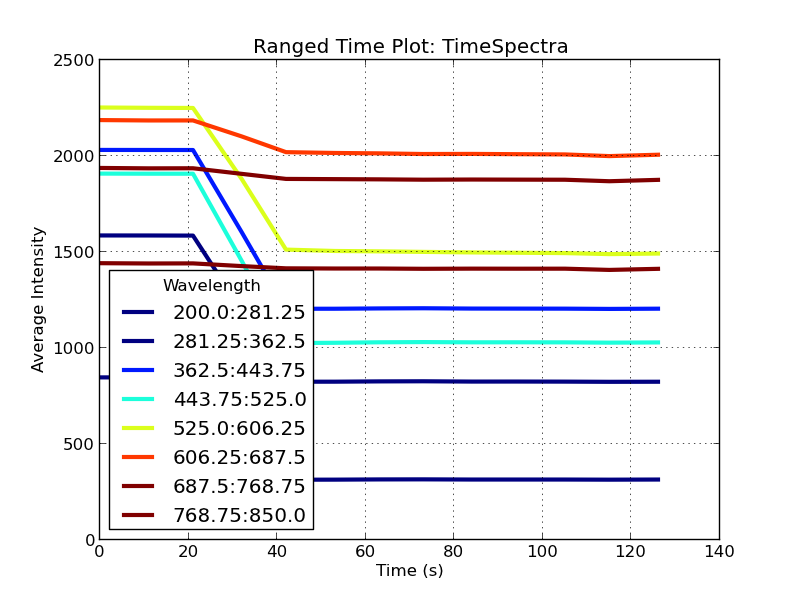 Ranged Time Plot: TimeSpectra
2500
2000
1500
1000
500
0
Average Intensity
Wavelength
200.0:281.25
281.25:362.5
362.5:443.75
443.75:525.0
525.0:606.25
606.25:687.5
687.5:768.75
768.75:850.0
0 20 40 60 80 100 120 140
Time (s)